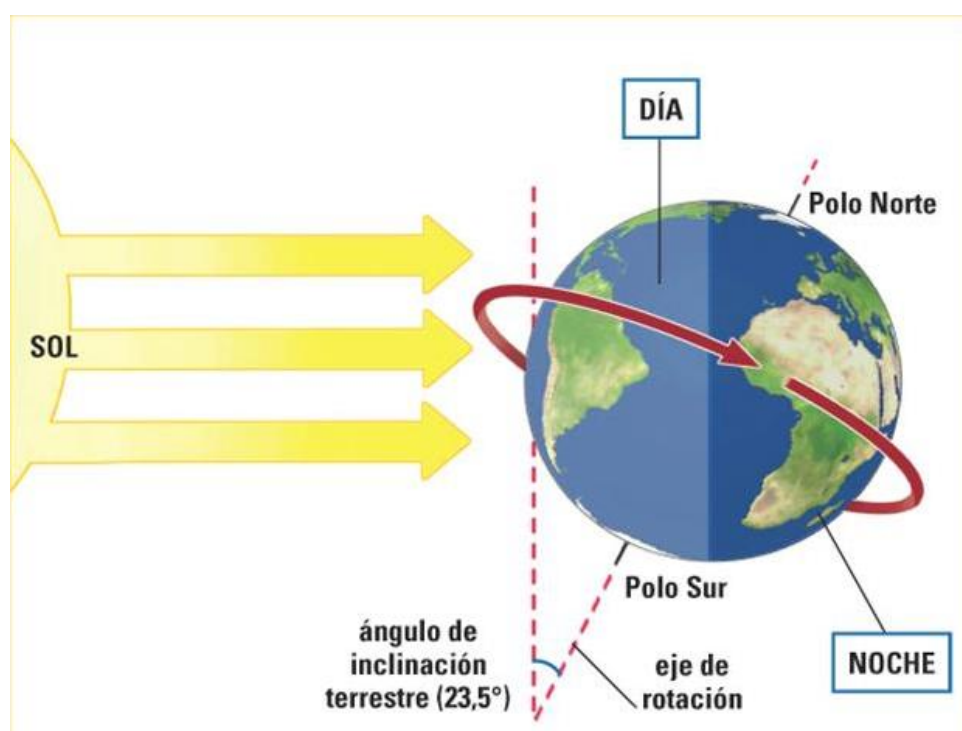 DÍA
Polo Norte
SOL
Polo Sur
ángulo de
inclinación
terrestre (23,5°)
eje de
rotación
NOCHE